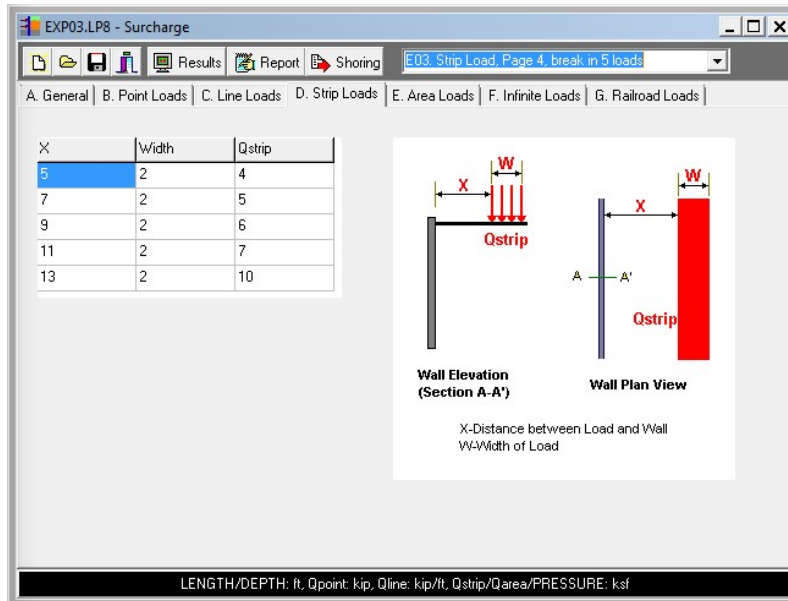 EXP03.LP8 - Surcharge
Results Report Shoring E03. Strip Load, Page 4, break in 5 loads
A. General B. Point Loads C. Line Loads D. Strip Loads E. Area Loads F. Infinite Loads G. Railroad Loads
X Width Qstrip
5 2 4
7 2 5
9 2 6
11 2 7
13 2 10
W
X
Qstrip
Wall Elevation
(Section A-A')
W
X
A A'
Qstrip
Wall Plan View
X-Distance between Load and Wall
W-Width of Load
LENGTH/DEPTH: ft, Qpoint: kip, Qline: kip/ft, Qstrip/Qarea/PRESSURE: ksf